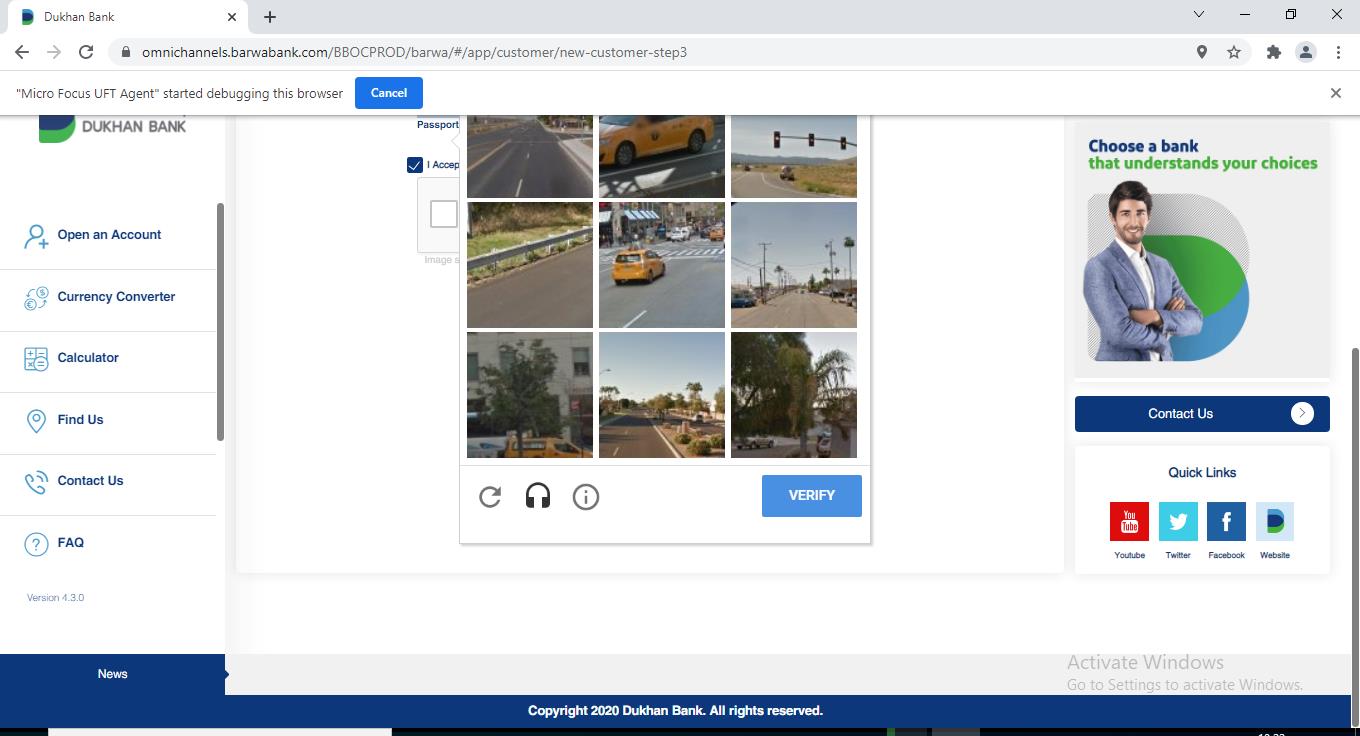 Dukhan Bank
omnichannels.barwabank.com/BBOCPROD/barwa/#/app/customer/new-customer-step3
"Micro Focus UFT Agent" started debugging this browser
Cancel
DUKHAN BANK
Open an Account
Currency Converter
Calculator
Find Us
Contact Us
FAQ
Version 4.3.0
News
Passport
I Accep
Image s
VERIFY
Choose a bank
that understands your choices
Contact Us
Quick Links
You
Tube
Youtube
Twitter
Facebook
Website
Activate Windows
Go to Settings to activate Windows.
Copyright 2020 Dukhan Bank. All rights reserved.